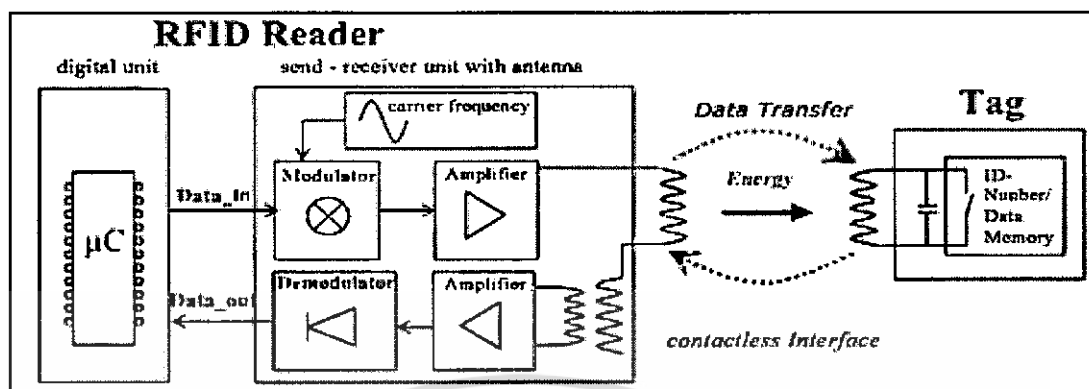 RFID Reader
digital unit
send - receiver unit with antenna
carrier frequency
Data Transfer
Tag
Modulator
Amplifier
Energy
ID-
Number/
Data
Memory
Data_in
μC
Demodulator
Amplifier
Data_out
contactless Interface